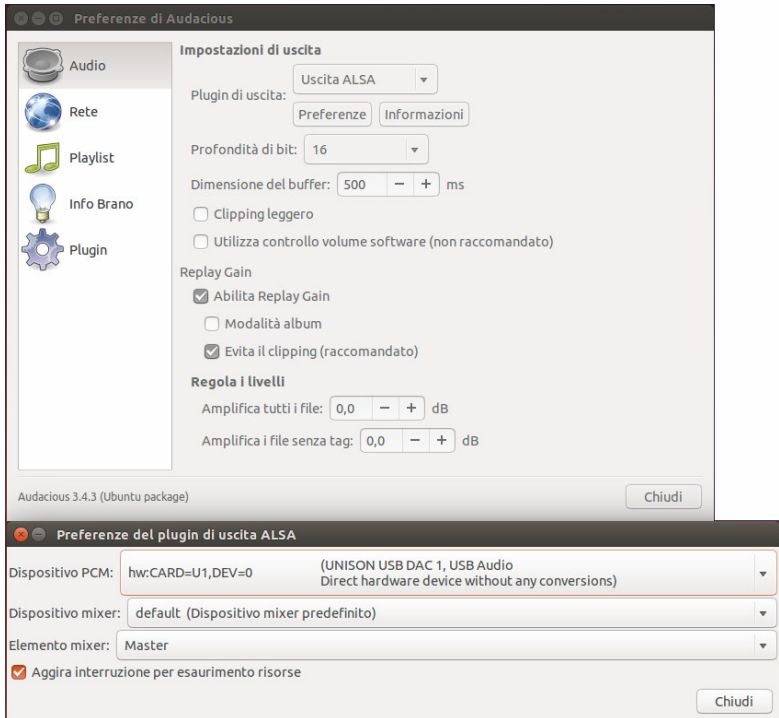 Preferenze di Audacious
Audio
Rete
Playlist
Info Brano
Plugin
Impostazioni di uscita
Plugin di uscita: Uscita ALSA
Preferenze Informazioni
Profondità di bit: 16
Dimensione del buffer: 500 − + ms
Clipping leggero
Utilizza controllo volume software (non raccomandato)
Replay Gain
Abilita Replay Gain
Modalità album
Evita il clipping (raccomandato)
Regola i livelli
Amplifica tutti i file: 0,0 − + dB
Amplifica i file senza tag: 0,0 − + dB
Audacious 3.4.3 (Ubuntu package) Chiudi
Preferenze del plugin di uscita ALSA
Dispositivo PCM: hw:CARD=U1,DEV=0 (UNISON USB DAC 1, USB Audio
Direct hardware device without any conversions)
Dispositivo mixer: default (Dispositivo mixer predefinito)
Elemento mixer: Master
Aggira interruzione per esaurimento risorse
Chiudi